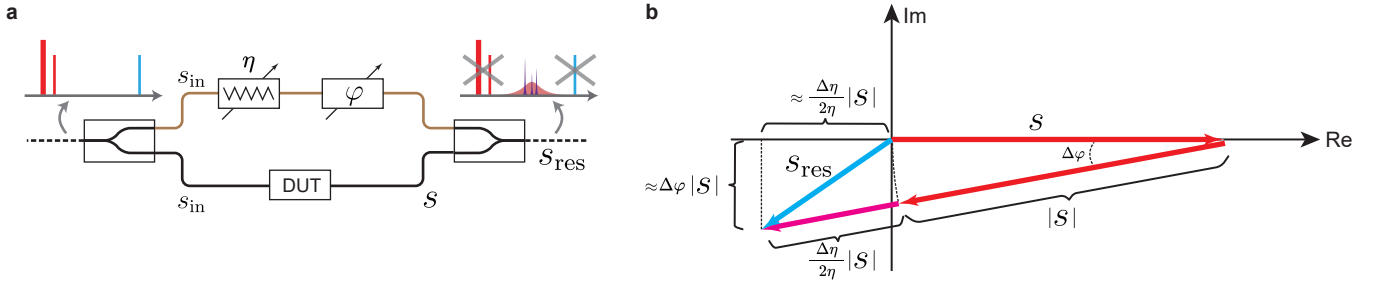 a
η
s_in
φ
s_in
DUT
s
s_res
b
Im
Re
≈ Δη/2η |s|
s
Δφ
s_res
≈Δφ|s|
|s|
Δη/2η |s|